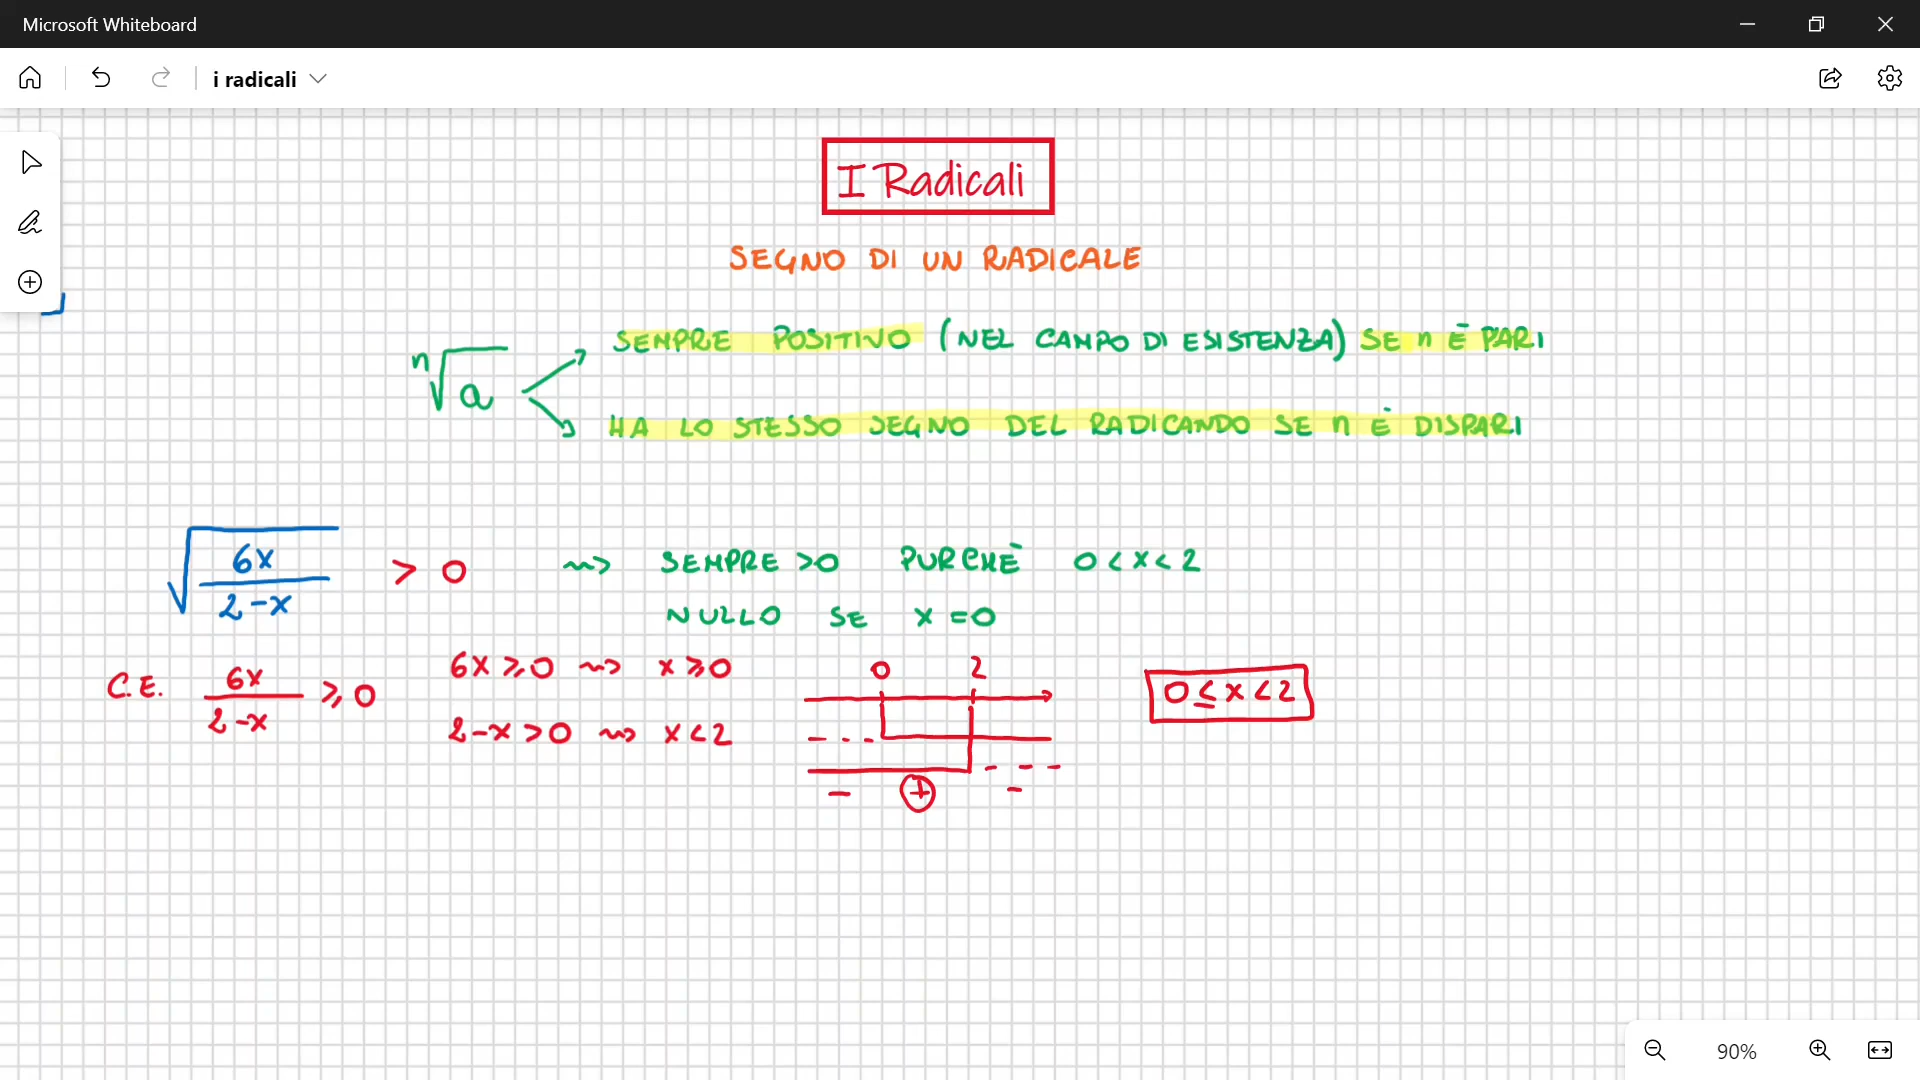 Microsoft Whiteboard
i radicali
I Radicali
SEGNO DI UN RADICALE
SEMPRE POSITIVO (NEL CAMPO DI ESISTENZA) SE n È PARI
ⁿ√a
HA LO STESSO SEGNO DEL RADICANDO SE n È DISPARI
√(6x/(2-x)) > 0 ⇝ SEMPRE >0 PURCHÈ 0<x<2
NULLO SE x=0
C.E. 6x/(2-x) ⩾ 0
6x⩾0 ⇝ x⩾0
2-x>0 ⇝ x<2
0 2
- + -
0≤x<2
90%